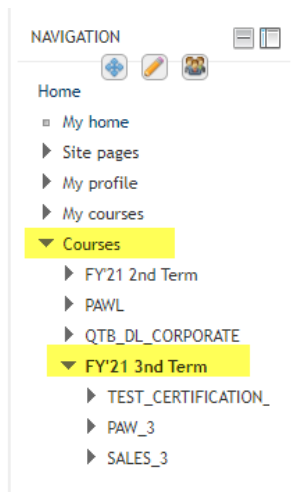 NAVIGATION
Home
My home
Site pages
My profile
My courses
Courses
FY'21 2nd Term
PAWL
QTB_DL_CORPORATE
FY'21 3nd Term
TEST_CERTIFICATION_
PAW_3
SALES_3